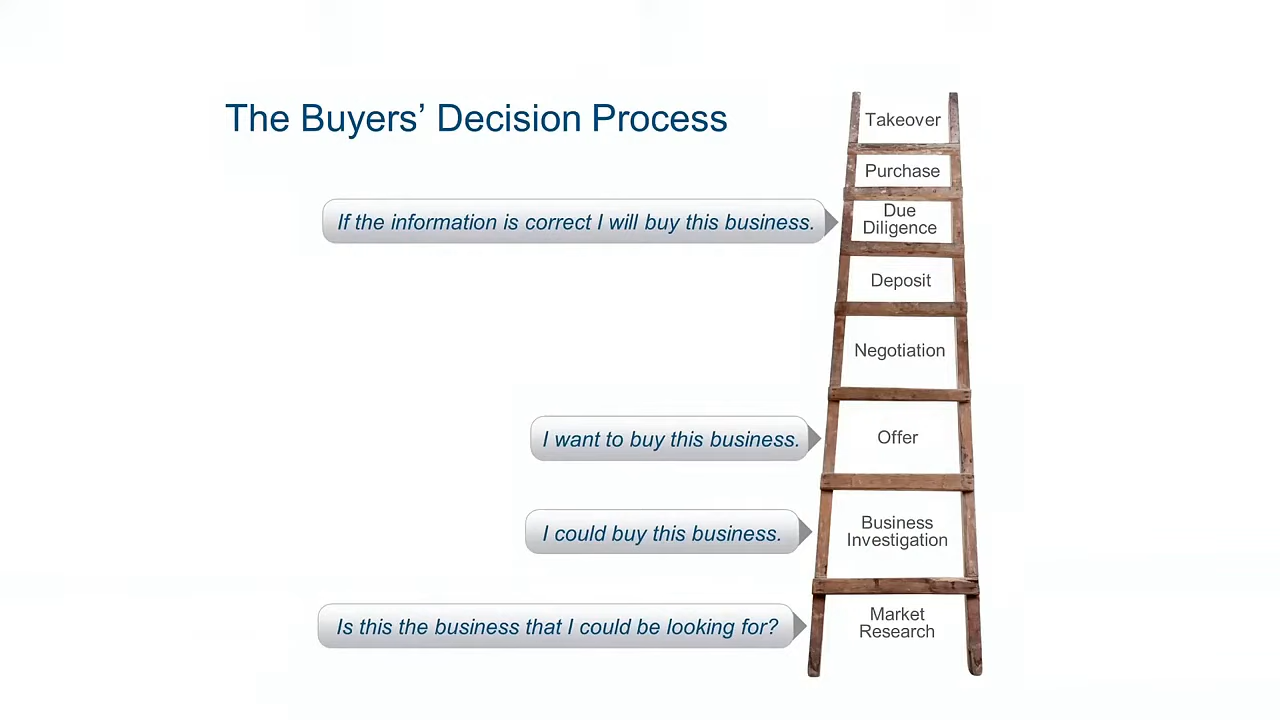 The Buyers’ Decision Process
Takeover
Purchase
If the information is correct I will buy this business.
Due
Diligence
Deposit
Negotiation
I want to buy this business.
Offer
I could buy this business.
Business
Investigation
Is this the business that I could be looking for?
Market
Research